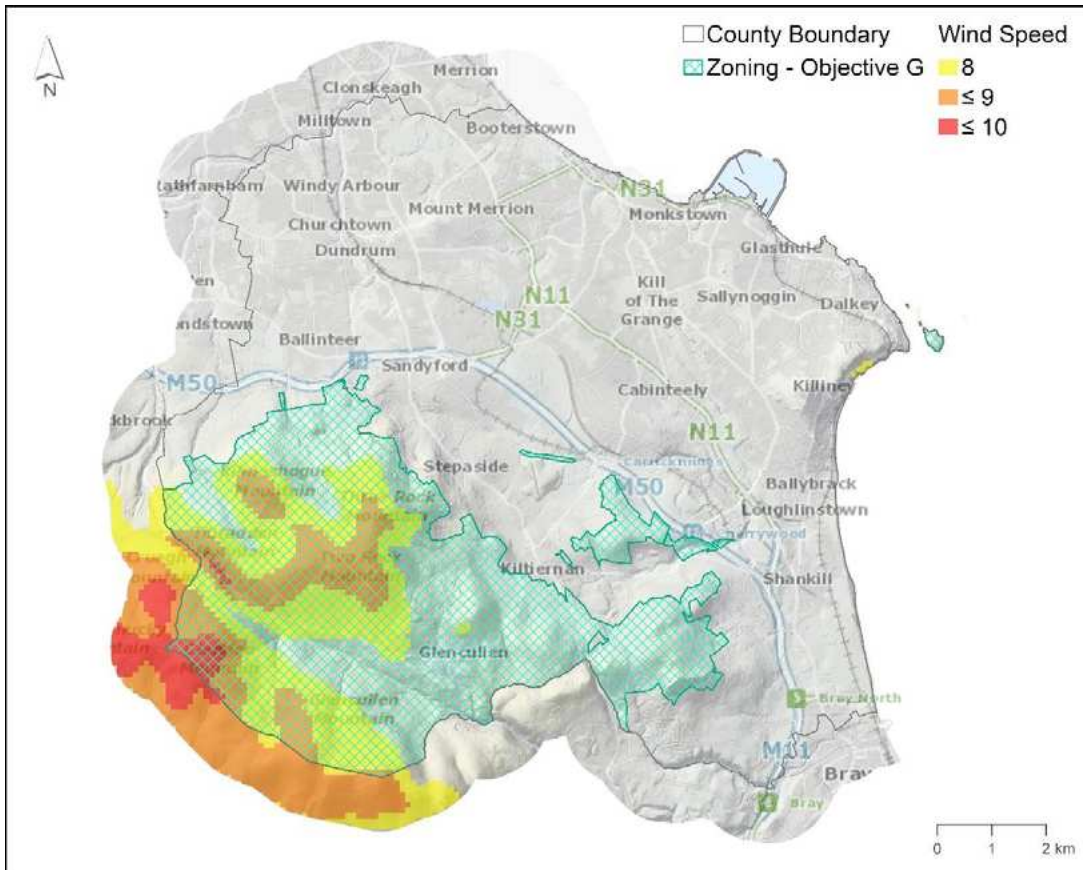 County Boundary
Zoning - Objective G
Wind Speed
8
≤ 9
≤ 10
N
Merrion
Clonskeagh
Milltown
Booterstown
Windy Arbour
Mount Merrion
N31
Monkstown
Churchtown
Dundrum
Glasthule
Kill
of The
Grange
Sallynoggin
Dalkey
N11
N31
Ballinteer
Sandyford
M50
Cabinteely
Killiney
N11
Stepaside
M50
Ballybrack
Loughlinstown
Kiltiernan
Shankill
Glencullen
Mountain
Bray North
M11
Bray
Bray
0 1 2 km